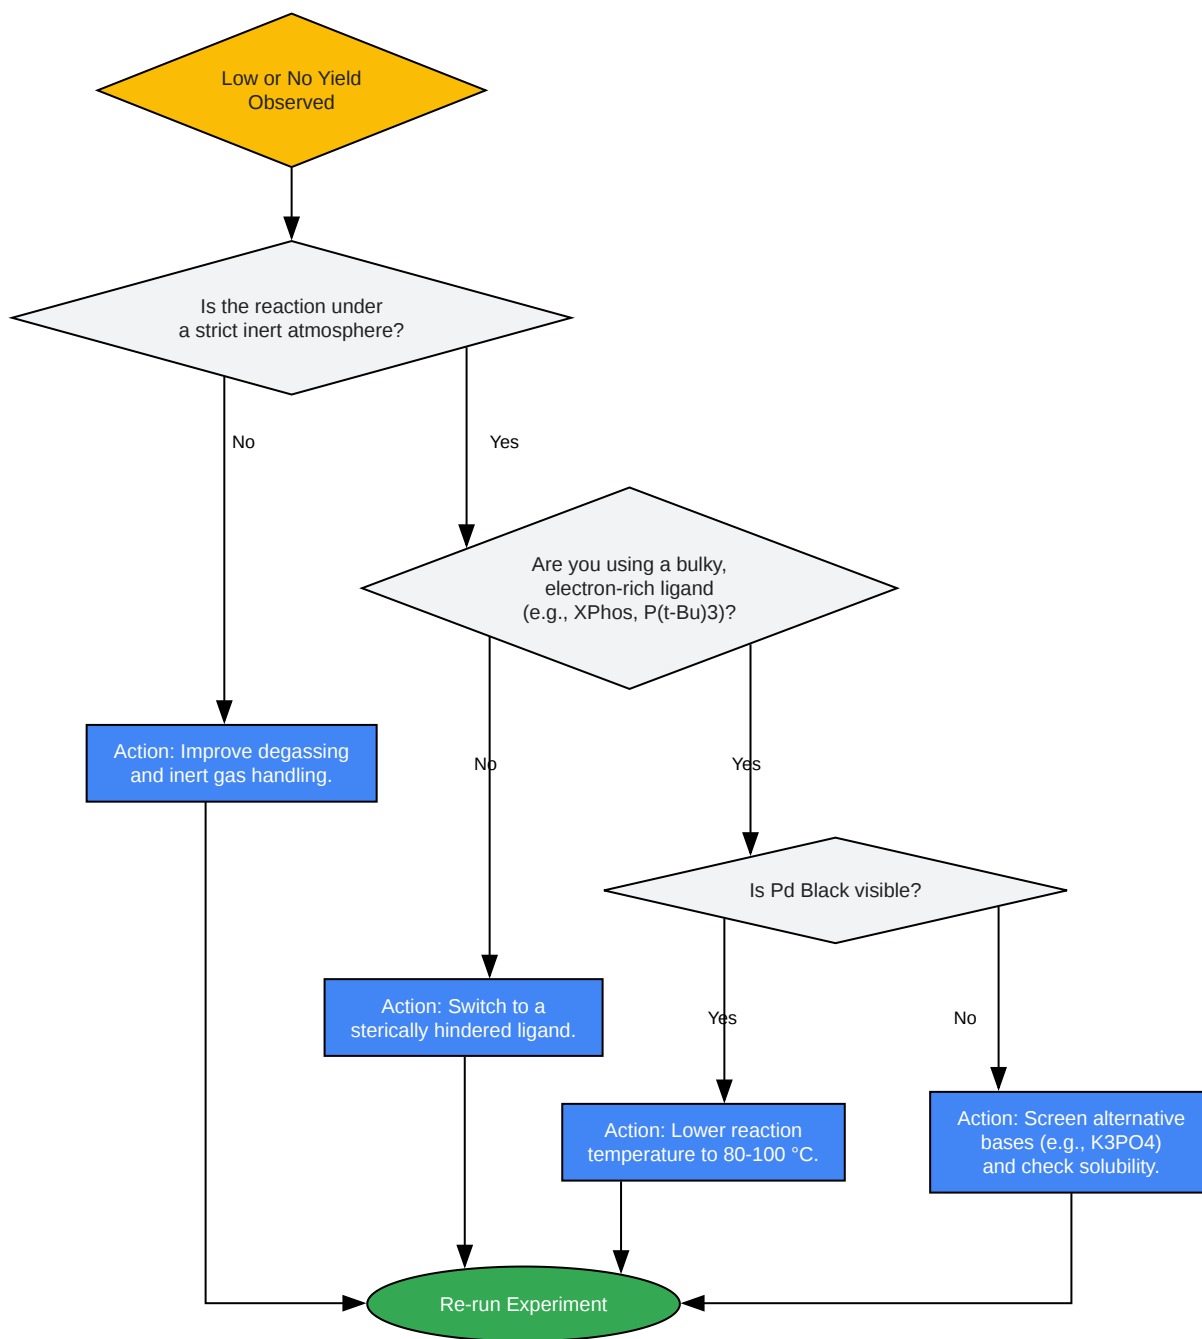 Low or No Yield
Observed
Is the reaction under
a strict inert atmosphere?
No
Yes
Are you using a bulky,
electron-rich ligand
(e.g., XPhos, P(t-Bu)3)?
Action: Improve degassing
and inert gas handling.
No
Yes
Is Pd Black visible?
Action: Switch to a
sterically hindered ligand.
Yes
No
Action: Lower reaction
temperature to 80-100 °C.
Action: Screen alternative
bases (e.g., K3PO4)
and check solubility.
Re-run Experiment